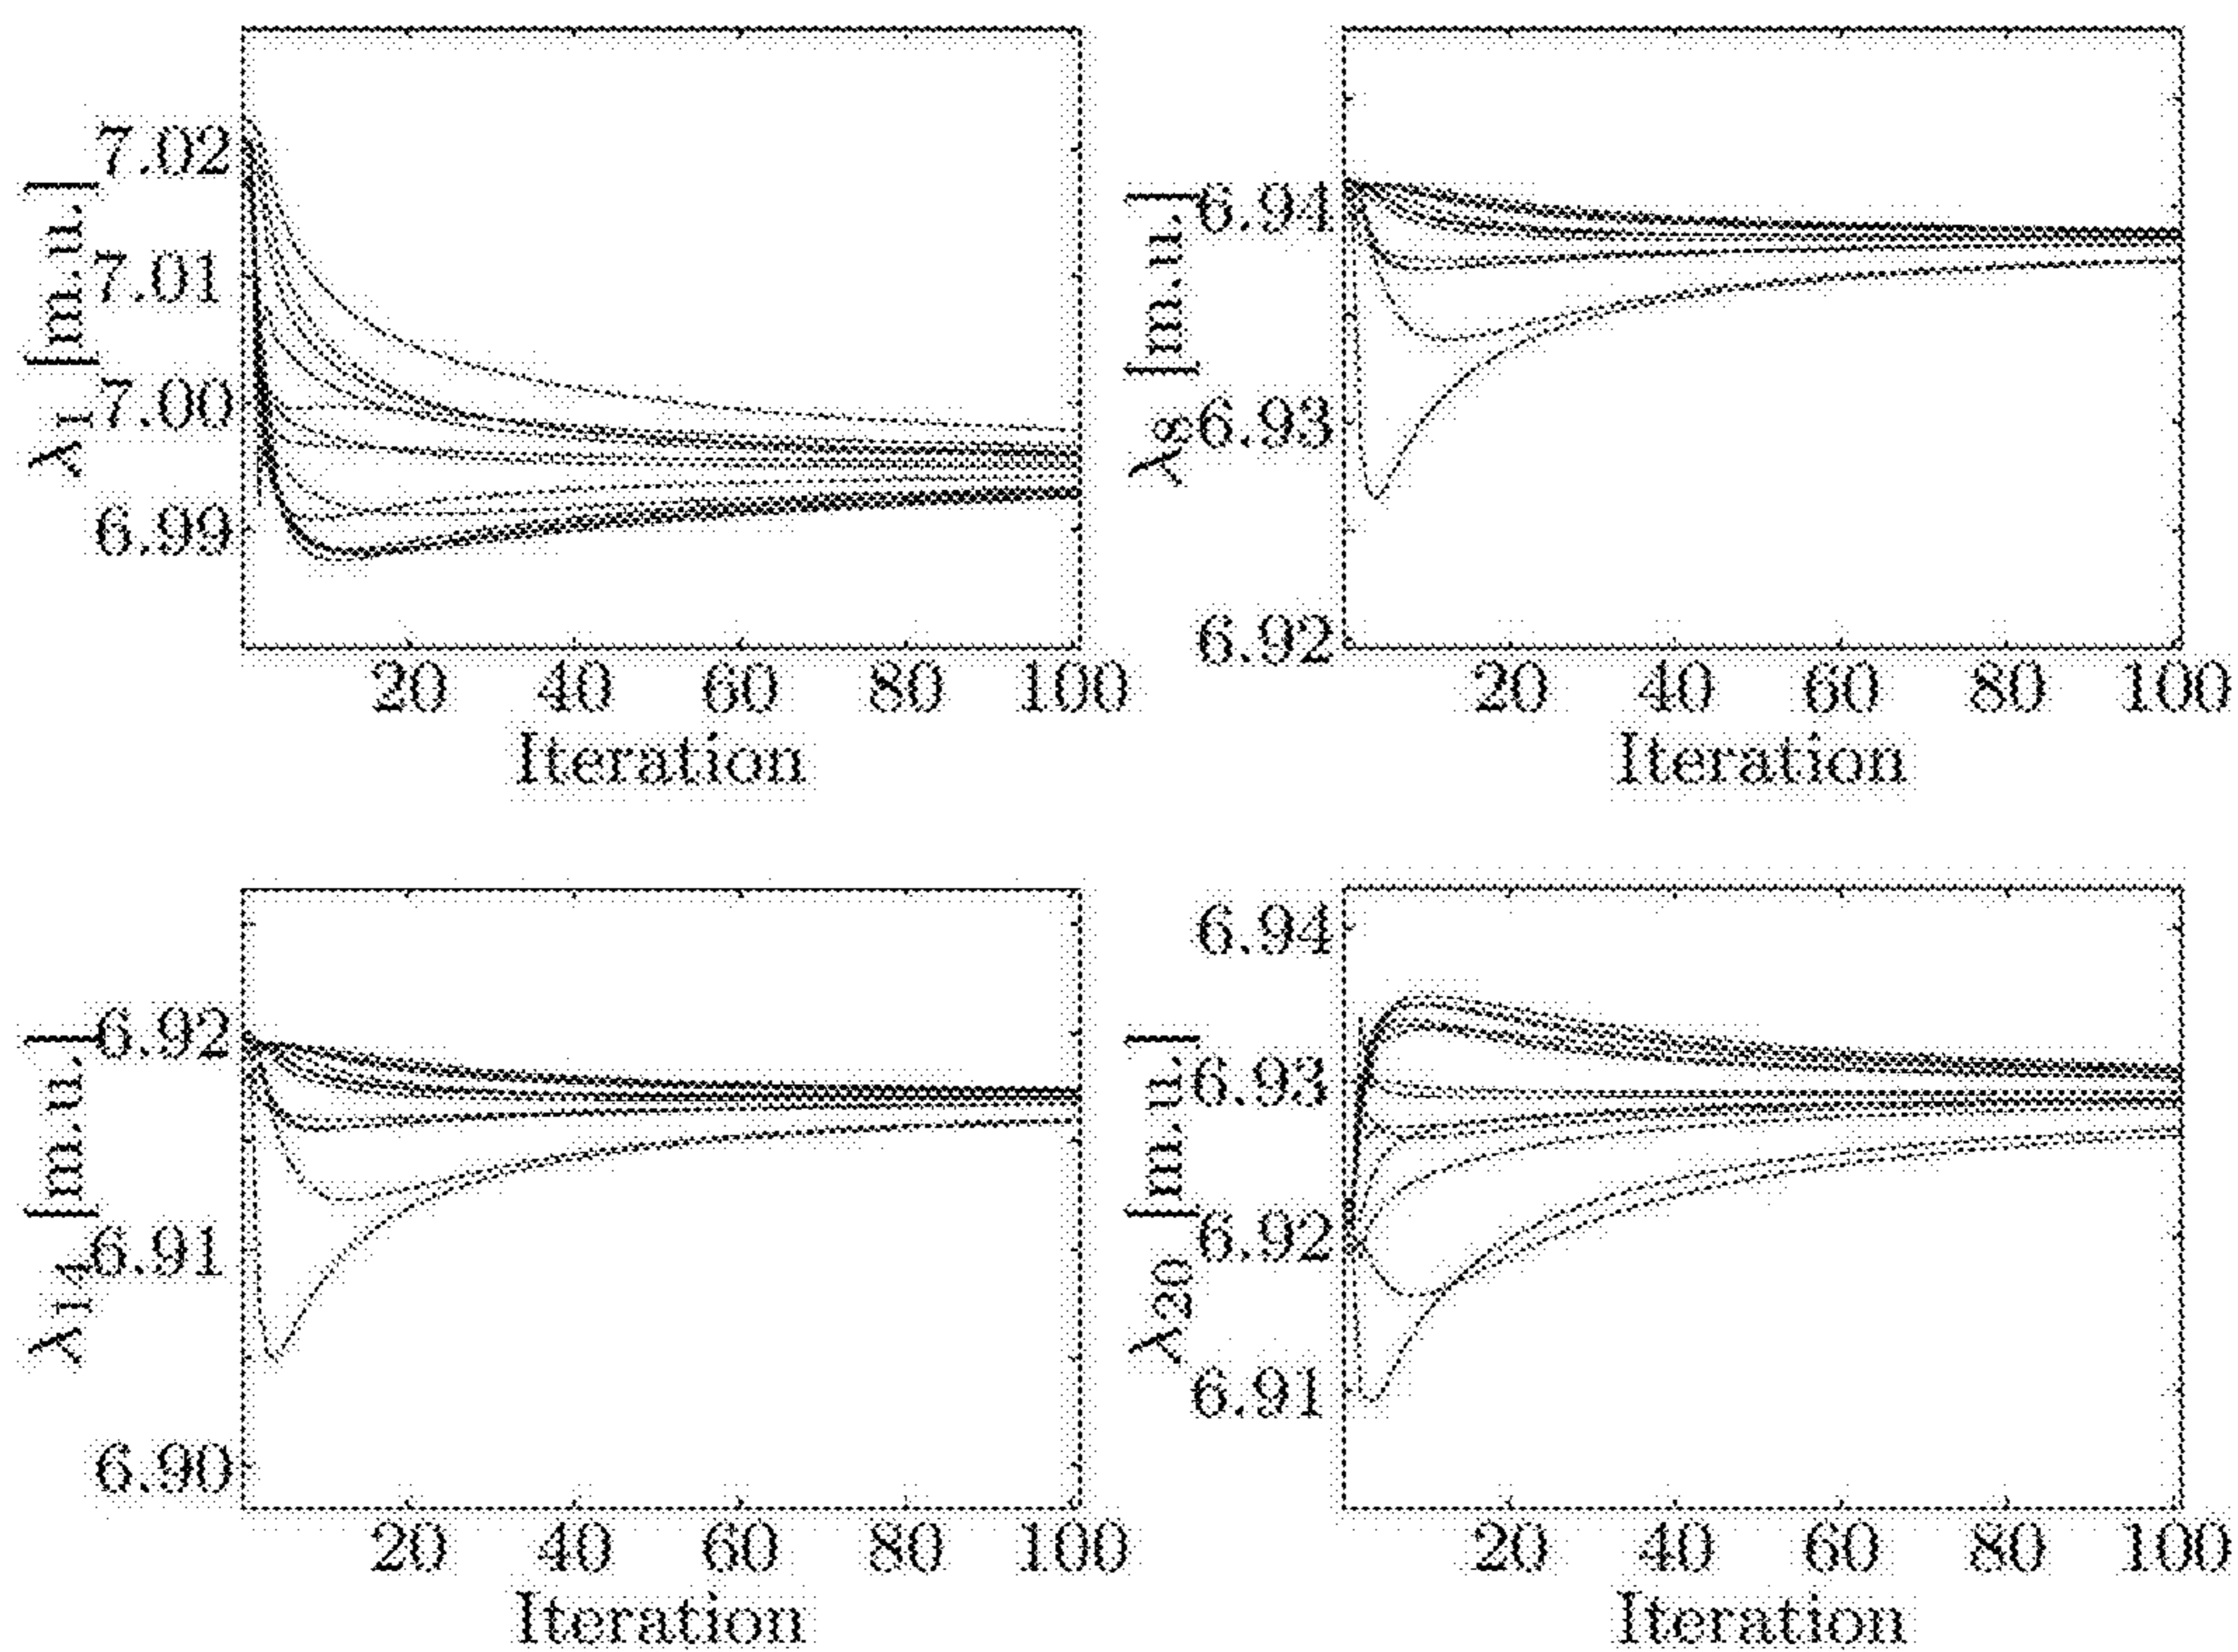 λ₁ [m.u.]
7.02
7.01
7.00
6.99
20 40 60 80 100
Iteration
λ₈ [m.u.]
6.94
6.93
6.92
20 40 60 80 100
Iteration
λ₁₄ [m.u.]
6.92
6.91
6.90
20 40 60 80 100
Iteration
λ₂₀ [m.u.]
6.94
6.93
6.92
6.91
20 40 60 80 100
Iteration